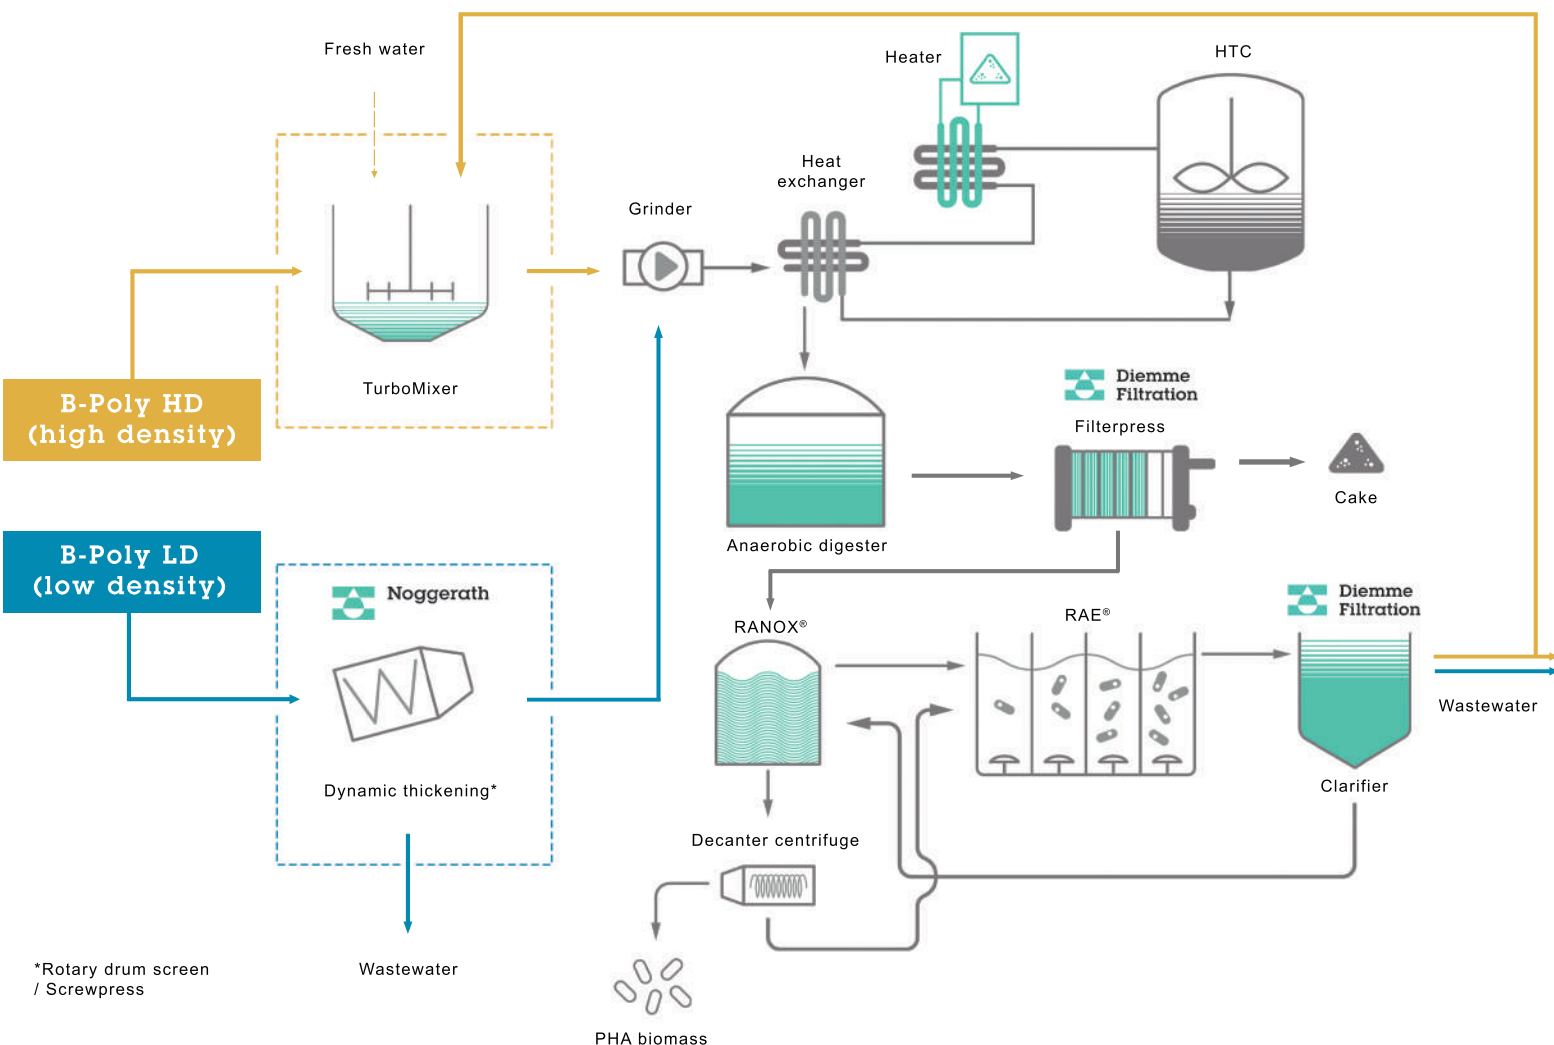 Fresh water
Heater
HTC
Heat
exchanger
Grinder
TurboMixer
B-Poly HD
(high density)
Diemme
Filtration
Filterpress
Cake
Anaerobic digester
B-Poly LD
(low density)
Noggerath
Dynamic thickening*
RANOX®
RAE®
Diemme
Filtration
Wastewater
Clarifier
Decanter centrifuge
*Rotary drum screen
/ Screwpress
Wastewater
PHA biomass